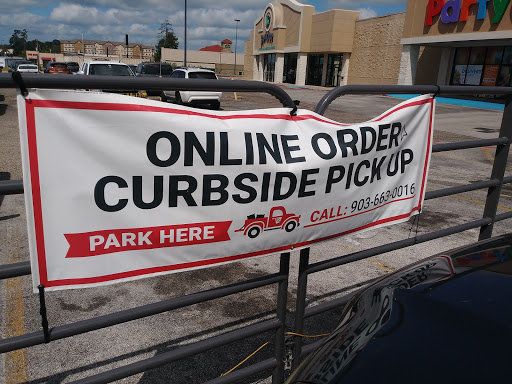 ONLINE ORDER
CURBSIDE PICK UP
PARK HERE
CALL: 903-663-0016
Party